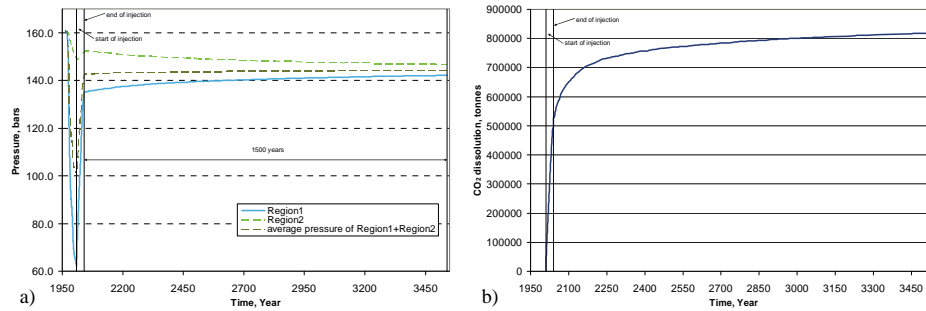 end of injection
start of injection
160.0
140.0
120.0
100.0
80.0
60.0
Pressure, bars
1500 years
Region1
Region2
average pressure of Region1+Region2
1950 2200 2450 2700 2950 3200 3450
Time, Year
a)
900000
800000
700000
600000
500000
400000
300000
200000
100000
0
CO₂ dissolution, tonnes
end of injection
start of injection
1950 2100 2250 2400 2550 2700 2850 3000 3150 3300 3450
Time, Year
b)